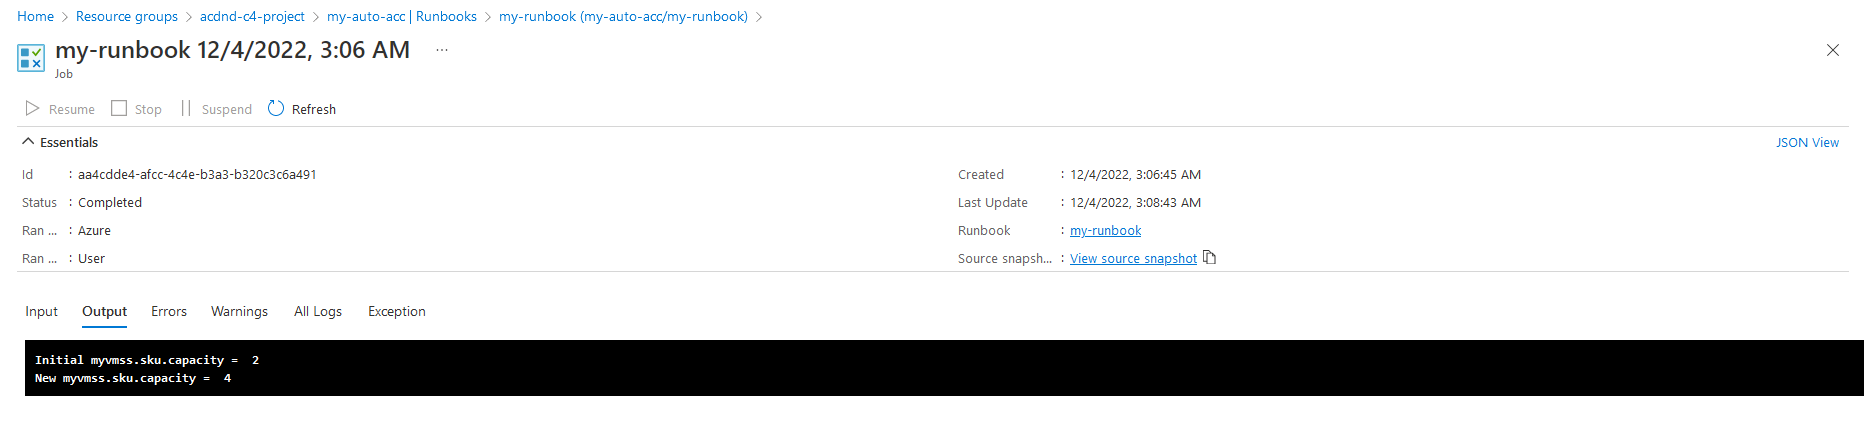 Home > Resource groups > acdnd-c4-project > my-auto-acc | Runbooks > my-runbook (my-auto-acc/my-runbook) >
my-runbook 12/4/2022, 3:06 AM ...
Job
Resume Stop Suspend Refresh
Essentials JSON View
Id : aa4cdde4-afcc-4c4e-b3a3-b320c3c6a491 Created : 12/4/2022, 3:06:45 AM
Status : Completed Last Update : 12/4/2022, 3:08:43 AM
Ran ... : Azure Runbook : my-runbook
Ran ... : User Source snapsh... : View source snapshot
Input Output Errors Warnings All Logs Exception
Initial myvmss.sku.capacity = 2
New myvmss.sku.capacity = 4